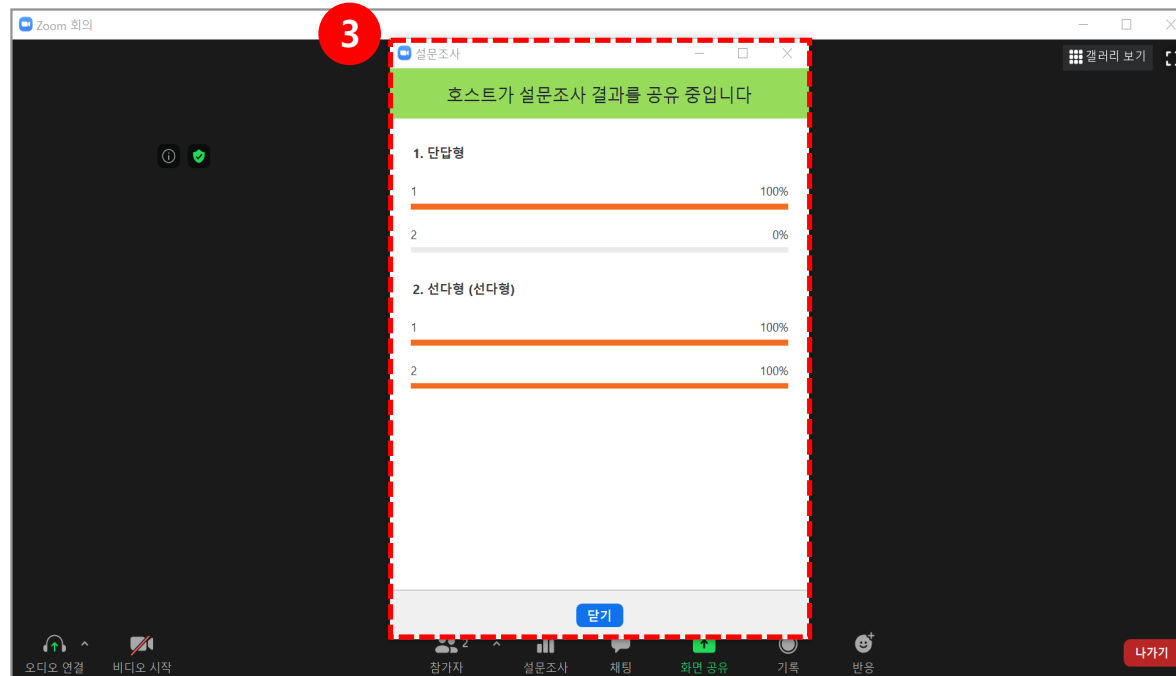 Zoom 회의
3
갤러리 보기
설문조사
호스트가 설문조사 결과를 공유 중입니다
1. 단답형
1 100%
2 0%
2. 선다형 (선다형)
1 100%
2 100%
닫기
오디오 연결 비디오 시작 참가자 2 설문조사 채팅 화면 공유 기록 반응 나가기